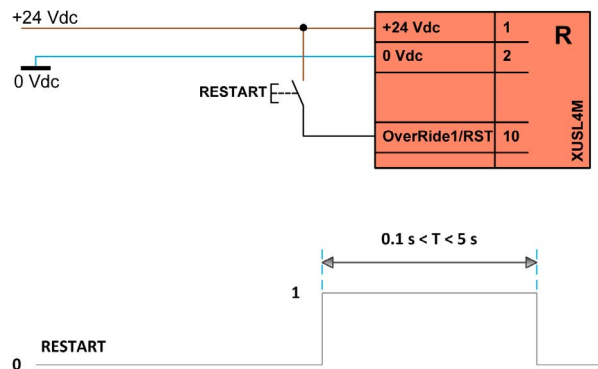 +24 Vdc
0 Vdc
RESTART
+24 Vdc 1
0 Vdc 2
OverRide1/RST 10
R
XUSL4M
0.1 s < T < 5 s
1
RESTART
0